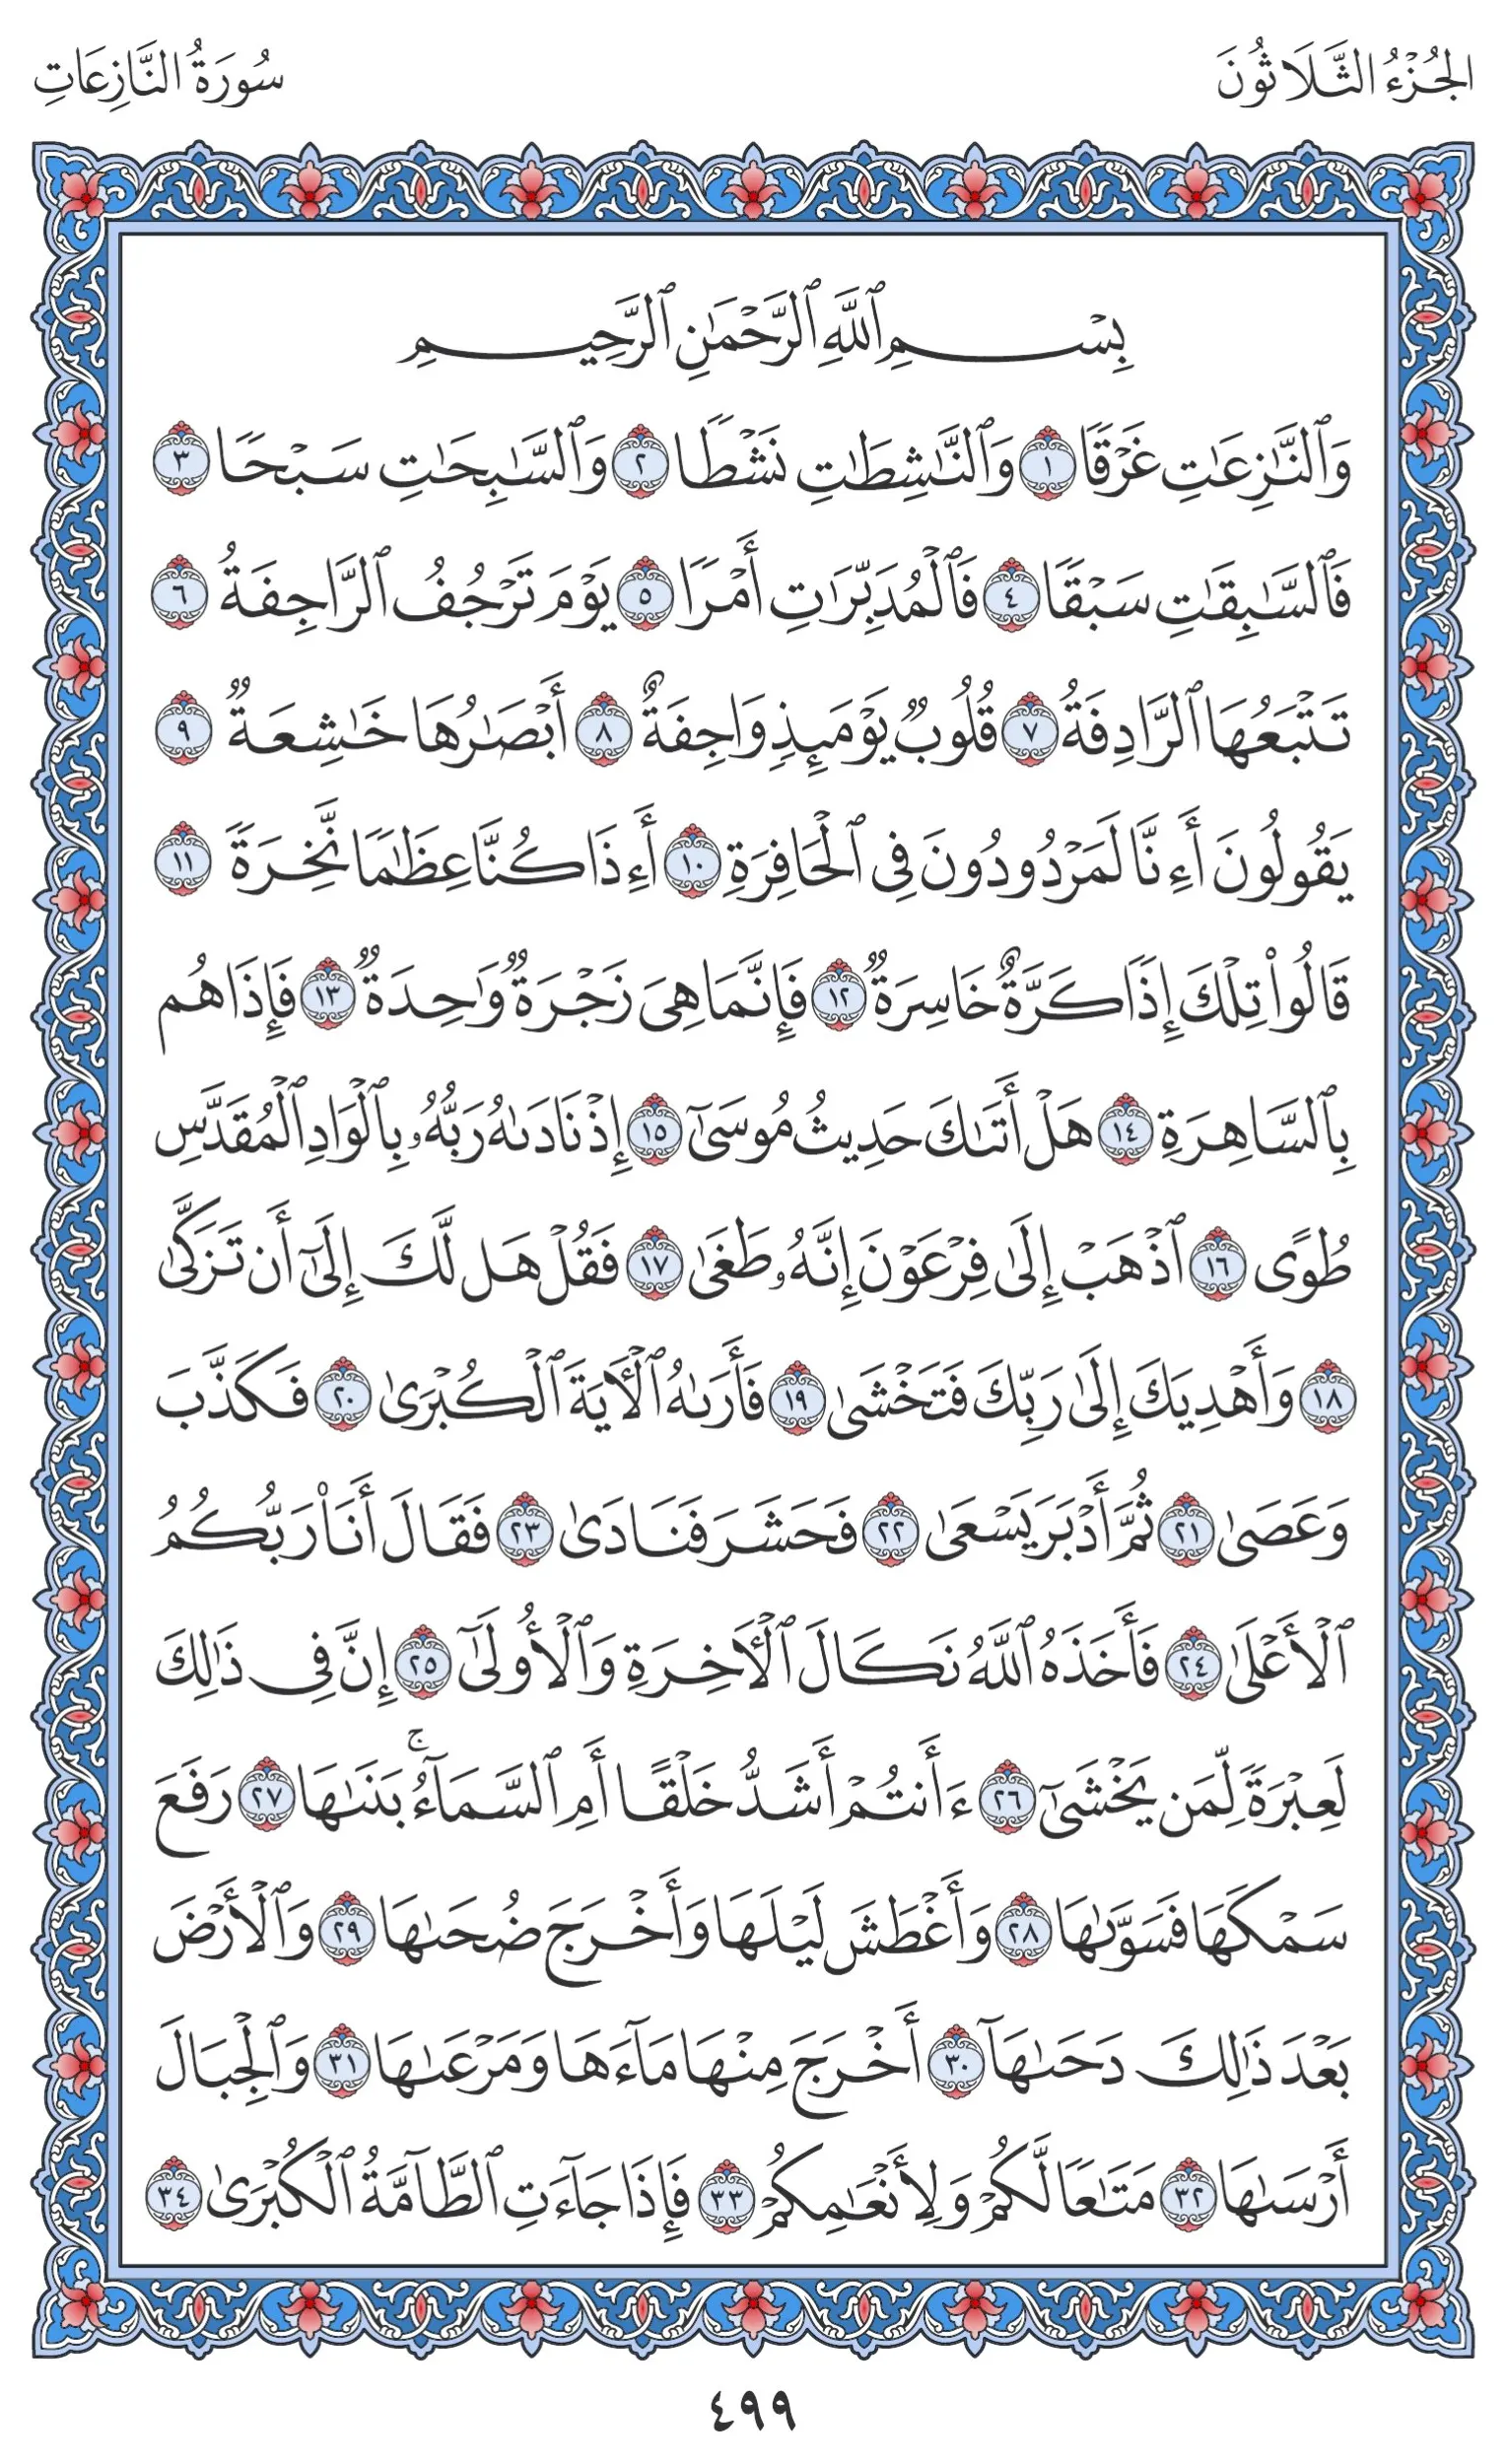 الجُزْءُ الثَّلَاثُونَ
سُورَةُ النَّازِعَاتِ
بِسْمِ ٱللَّهِ ٱلرَّحْمَٰنِ ٱلرَّحِيمِ
وَٱلنَّٰزِعَٰتِ غَرْقًا ١ وَٱلنَّٰشِطَٰتِ نَشْطًا ٢ وَٱلسَّٰبِحَٰتِ سَبْحًا ٣
فَٱلسَّٰبِقَٰتِ سَبْقًا ٤ فَٱلْمُدَبِّرَٰتِ أَمْرًا ٥ يَوْمَ تَرْجُفُ ٱلرَّاجِفَةُ ٦
تَتْبَعُهَا ٱلرَّادِفَةُ ٧ قُلُوبٌ يَوْمَئِذٍ وَاجِفَةٌ ٨ أَبْصَٰرُهَا خَٰشِعَةٌ ٩
يَقُولُونَ أَءِنَّا لَمَرْدُودُونَ فِى ٱلْحَافِرَةِ ١٠ أَءِذَا كُنَّا عِظَٰمًا نَّخِرَةً ١١
قَالُوا۟ تِلْكَ إِذًا كَرَّةٌ خَاسِرَةٌ ١٢ فَإِنَّمَا هِىَ زَجْرَةٌ وَٰحِدَةٌ ١٣ فَإِذَا هُم
بِٱلسَّاهِرَةِ ١٤ هَلْ أَتَىٰكَ حَدِيثُ مُوسَىٰٓ ١٥ إِذْ نَادَىٰهُ رَبُّهُۥ بِٱلْوَادِ ٱلْمُقَدَّسِ
طُوًى ١٦ ٱذْهَبْ إِلَىٰ فِرْعَوْنَ إِنَّهُۥ طَغَىٰ ١٧ فَقُلْ هَل لَّكَ إِلَىٰٓ أَن تَزَكَّىٰ
١٨ وَأَهْدِيَكَ إِلَىٰ رَبِّكَ فَتَخْشَىٰ ١٩ فَأَرَىٰهُ ٱلْـَٔايَةَ ٱلْكُبْرَىٰ ٢٠ فَكَذَّبَ
وَعَصَىٰ ٢١ ثُمَّ أَدْبَرَ يَسْعَىٰ ٢٢ فَحَشَرَ فَنَادَىٰ ٢٣ فَقَالَ أَنَا۠ رَبُّكُمُ
ٱلْأَعْلَىٰ ٢٤ فَأَخَذَهُ ٱللَّهُ نَكَالَ ٱلْـَٔاخِرَةِ وَٱلْأُولَىٰٓ ٢٥ إِنَّ فِى ذَٰلِكَ
لَعِبْرَةً لِّمَن يَخْشَىٰٓ ٢٦ ءَأَنتُمْ أَشَدُّ خَلْقًا أَمِ ٱلسَّمَآءُ ۚ بَنَىٰهَا ٢٧ رَفَعَ
سَمْكَهَا فَسَوَّىٰهَا ٢٨ وَأَغْطَشَ لَيْلَهَا وَأَخْرَجَ ضُحَىٰهَا ٢٩ وَٱلْأَرْضَ
بَعْدَ ذَٰلِكَ دَحَىٰهَآ ٣٠ أَخْرَجَ مِنْهَا مَآءَهَا وَمَرْعَىٰهَا ٣١ وَٱلْجِبَالَ
أَرْسَىٰهَا ٣٢ مَتَٰعًا لَّكُمْ وَلِأَنْعَٰمِكُمْ ٣٣ فَإِذَا جَآءَتِ ٱلطَّآمَّةُ ٱلْكُبْرَىٰ ٣٤
٤٩٩